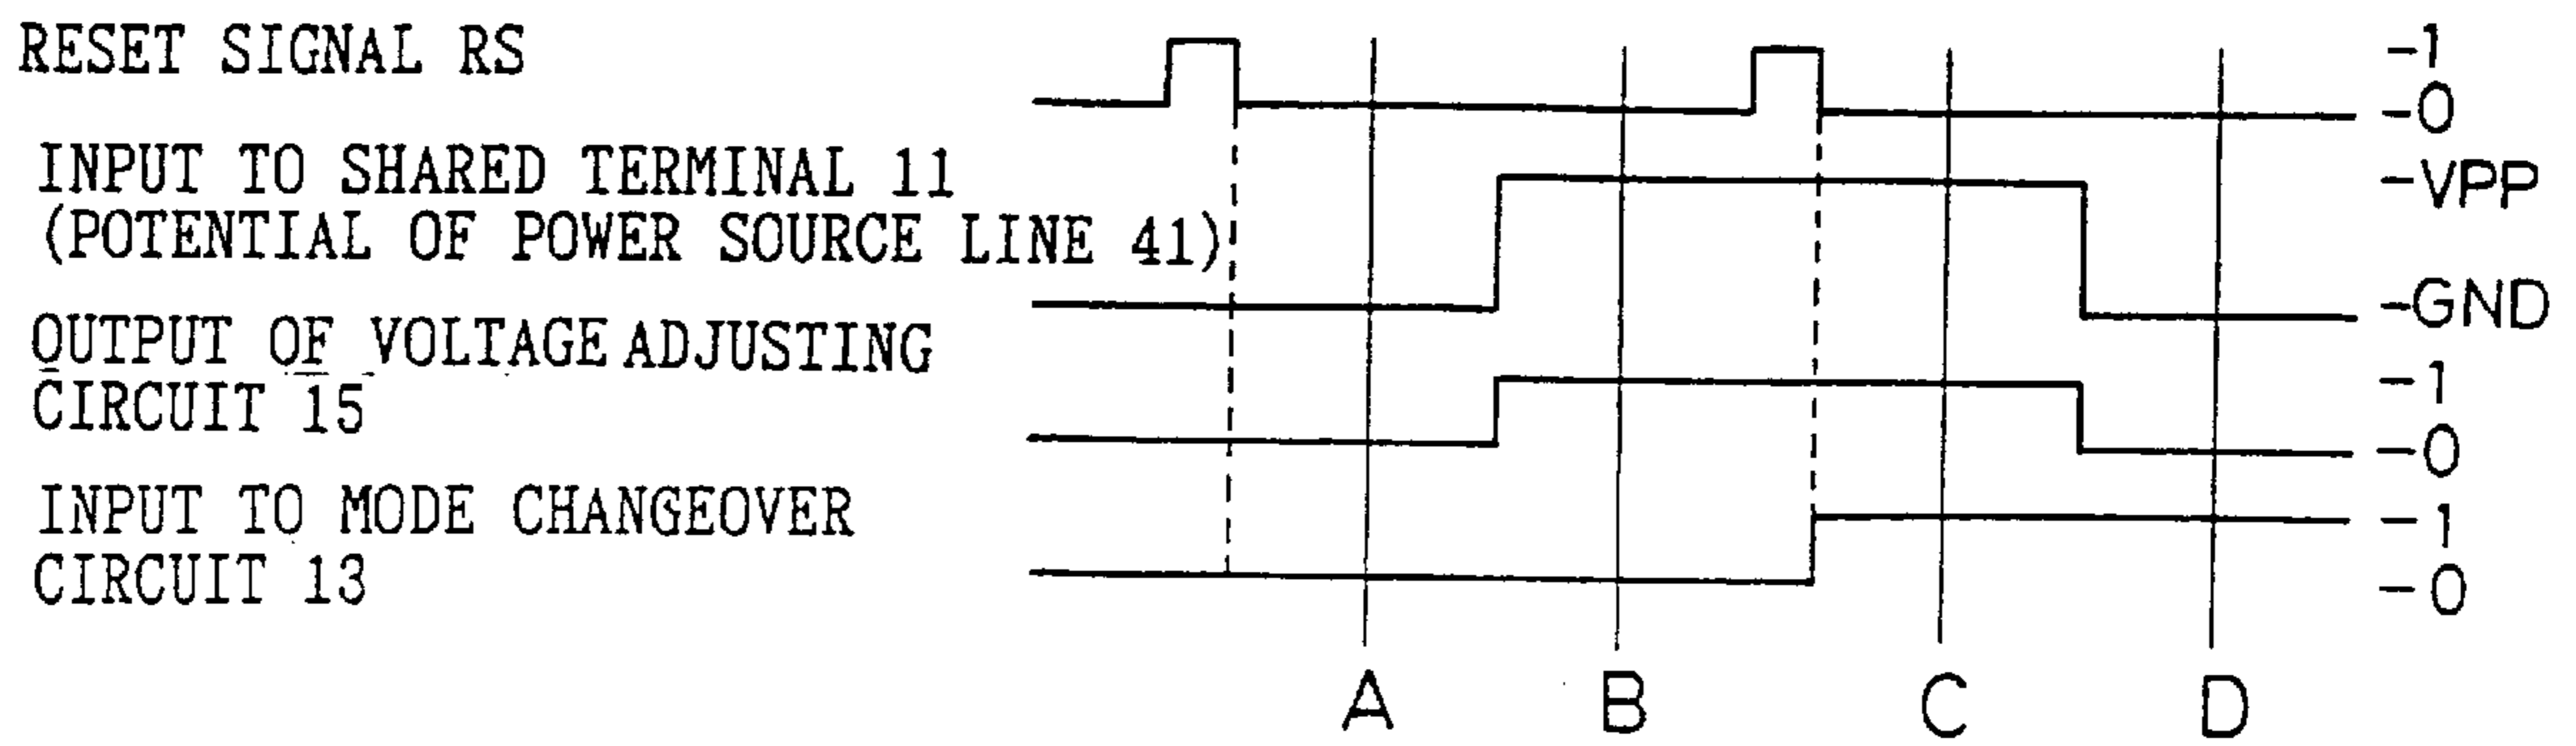 RESET SIGNAL RS
-1
-0
INPUT TO SHARED TERMINAL 11
(POTENTIAL OF POWER SOURCE LINE 41)
-VPP
-GND
OUTPUT OF VOLTAGE ADJUSTING
CIRCUIT 15
-1
-0
INPUT TO MODE CHANGEOVER
CIRCUIT 13
-1
-0
A B C D